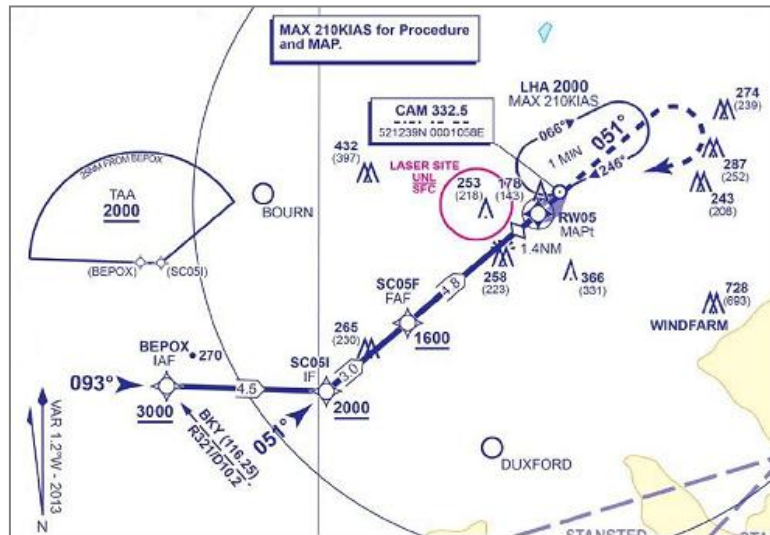 MAX 210KIAS for Procedure
and MAP.
LHA 2000
MAX 210KIAS
CAM 332.5
521239N 0001058E
066°
051°
1 MIN
246°
274
(239)
287
(252)
243
(208)
432
(397)
LASER SITE
UNL
SFC
253
(218)
178
(143)
RW05
MAPt
1.4NM
258
(223)
366
(331)
728
(693)
WINDFARM
25NM FROM BEPOX
TAA
2000
(BEPOX)
(SC05I)
BOURN
SC05F
FAF
4.8
1600
265
(230)
BEPOX
IAF
270
SC05I
IF
3.0
093°
4.5
3000
2000
051°
BKY (116.25)
R321/D10.2
VAR 1.2°W - 2013
N
DUXFORD
STANSTED
STA